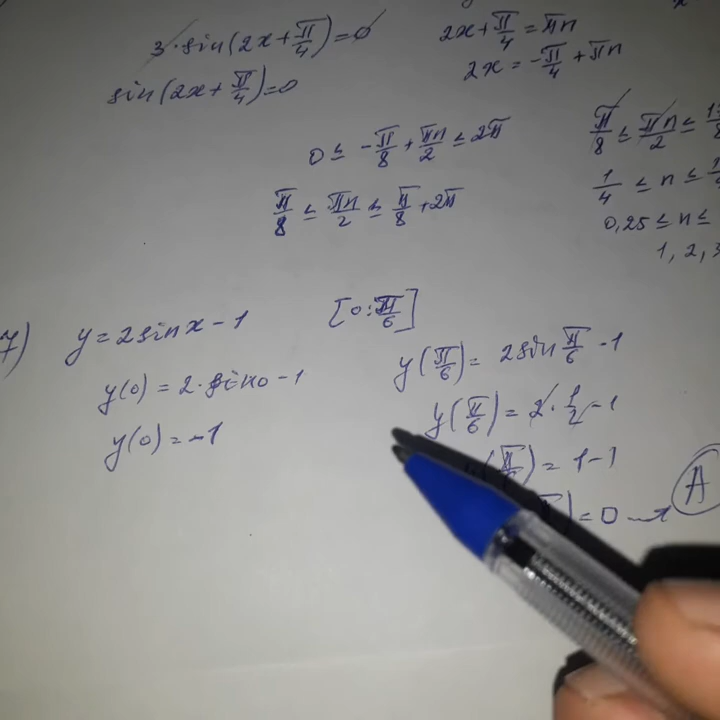 3·sin(2x+π/4)=0
sin(2x+π/4)=0
2x+π/4=πn
2x=-π/4+πn
0≤-π/8+πn/2≤2π
π/8≤πn/2≤π/8+2π
π/8≤πn/2≤
1/4≤n≤
0,25≤n≤
1, 2, 3
7) y=2sinx-1 [0:π/6]
y(0)=2·sin0-1
y(0)=-1
y(π/6)=2sinπ/6-1
y(π/6)=2·1/2-1
=1-1
=0
A